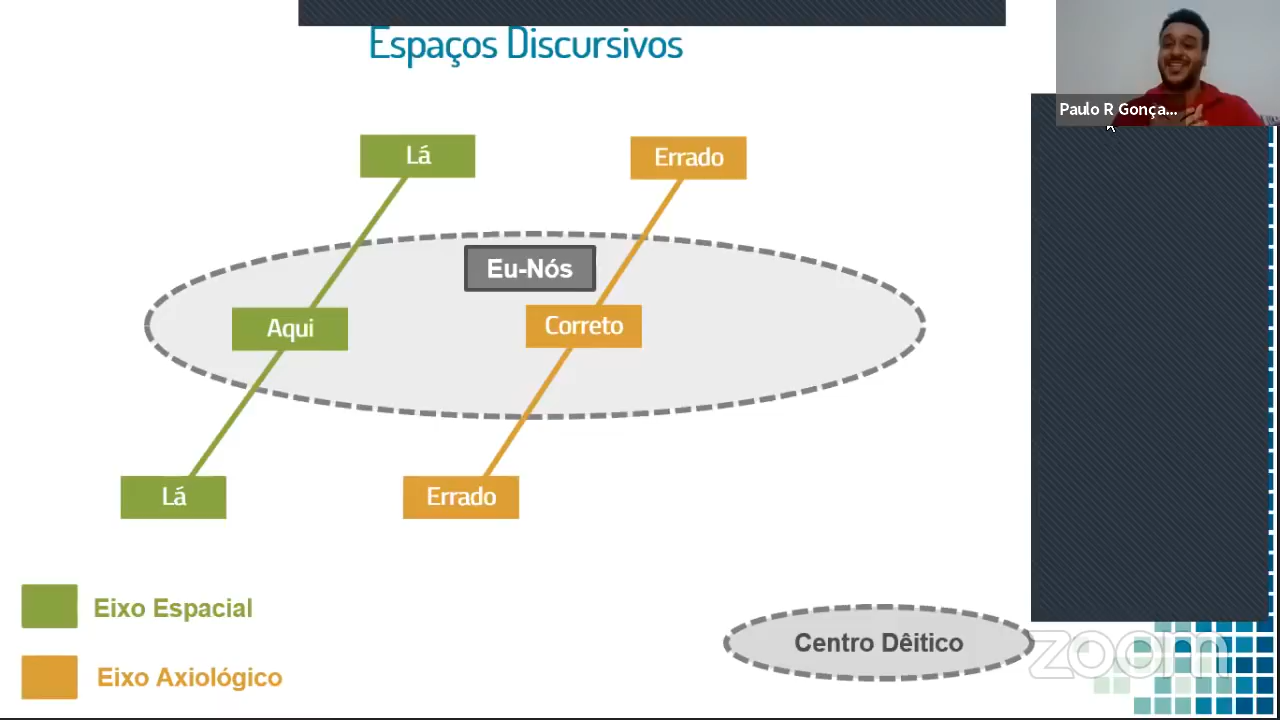 Espaços Discursivos
Paulo R Gonça...
Lá
Errado
Eu-Nós
Aqui
Correto
Lá
Errado
Eixo Espacial
Centro Dêitico
zoom
Eixo Axiológico